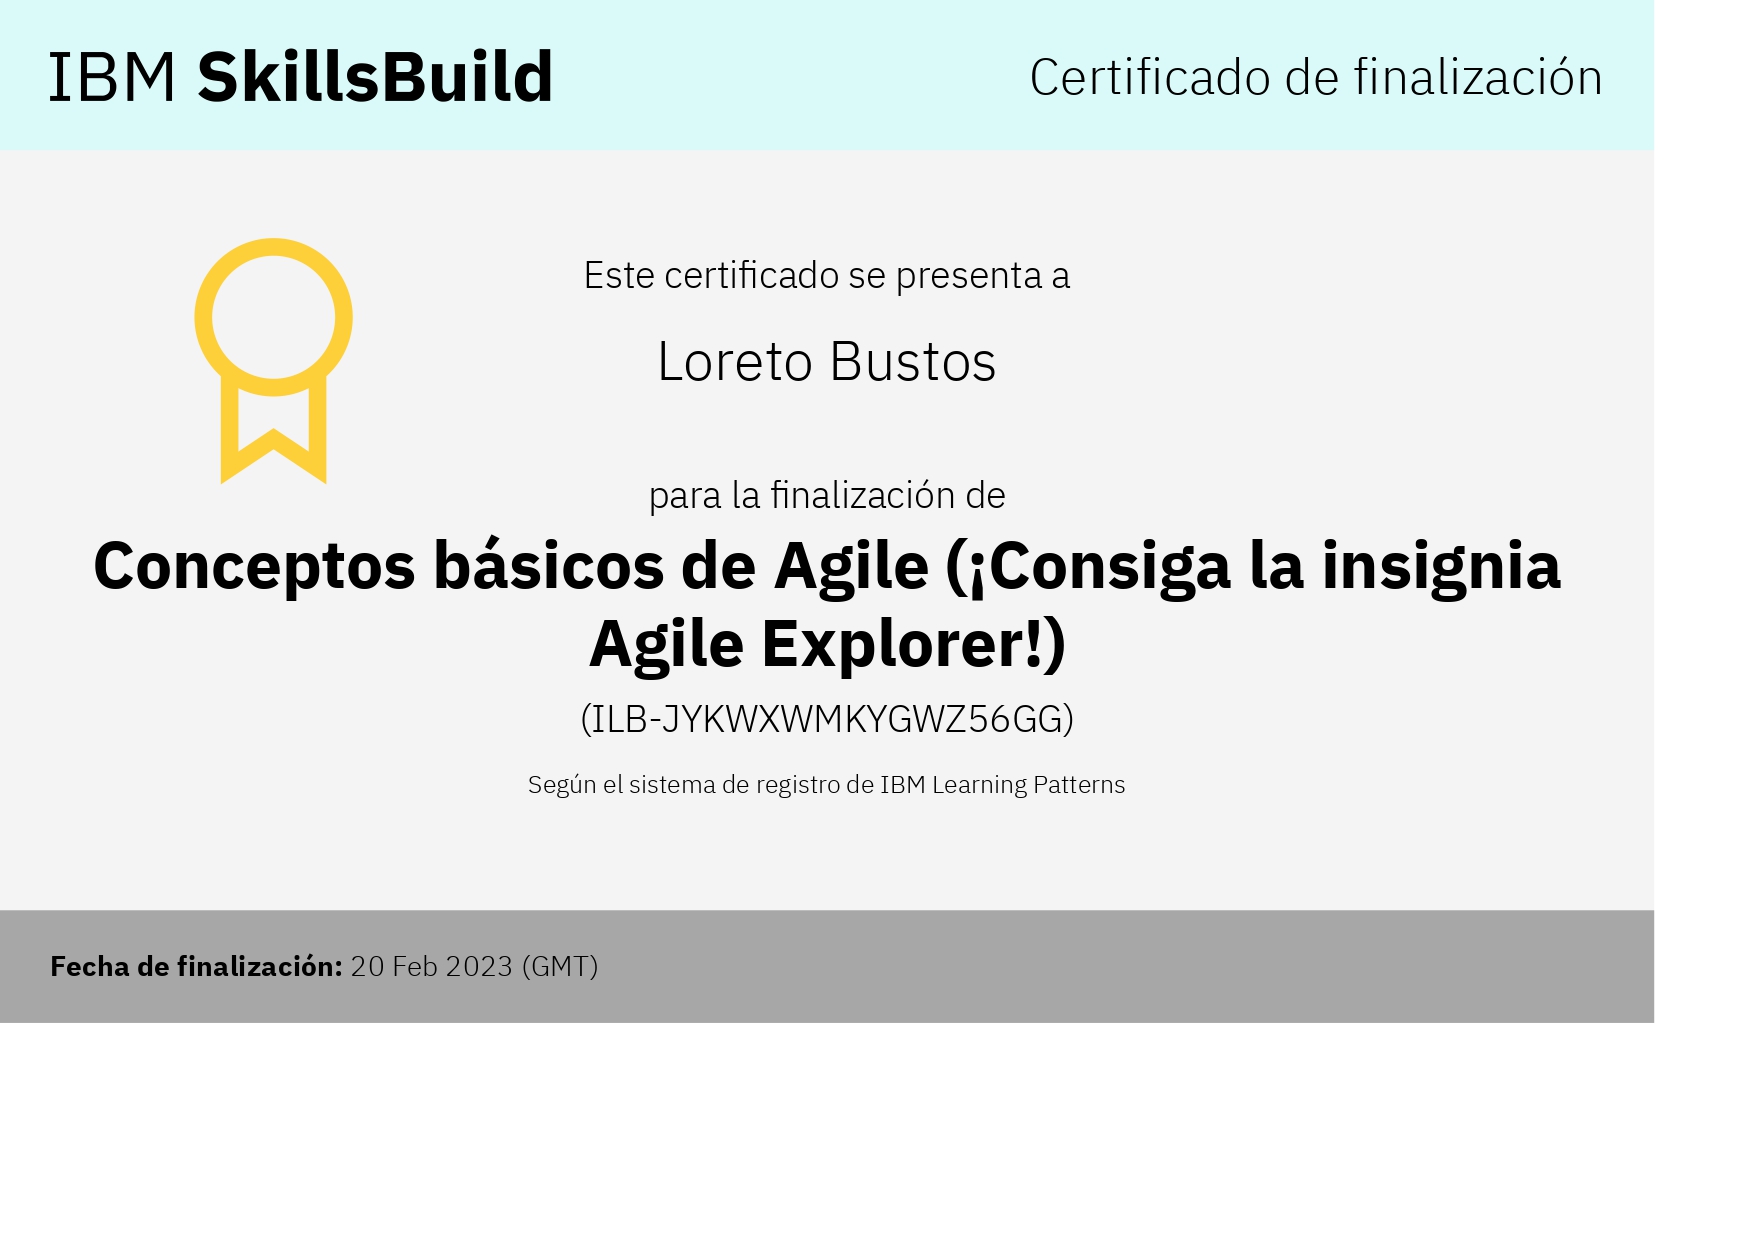 IBM SkillsBuild
Certificado de finalización
Este certificado se presenta a
Loreto Bustos
para la finalización de
Conceptos básicos de Agile (¡Consiga la insignia
Agile Explorer!)
(ILB-JYKWXWMKYGWZ56GG)
Según el sistema de registro de IBM Learning Patterns
Fecha de finalización: 20 Feb 2023 (GMT)